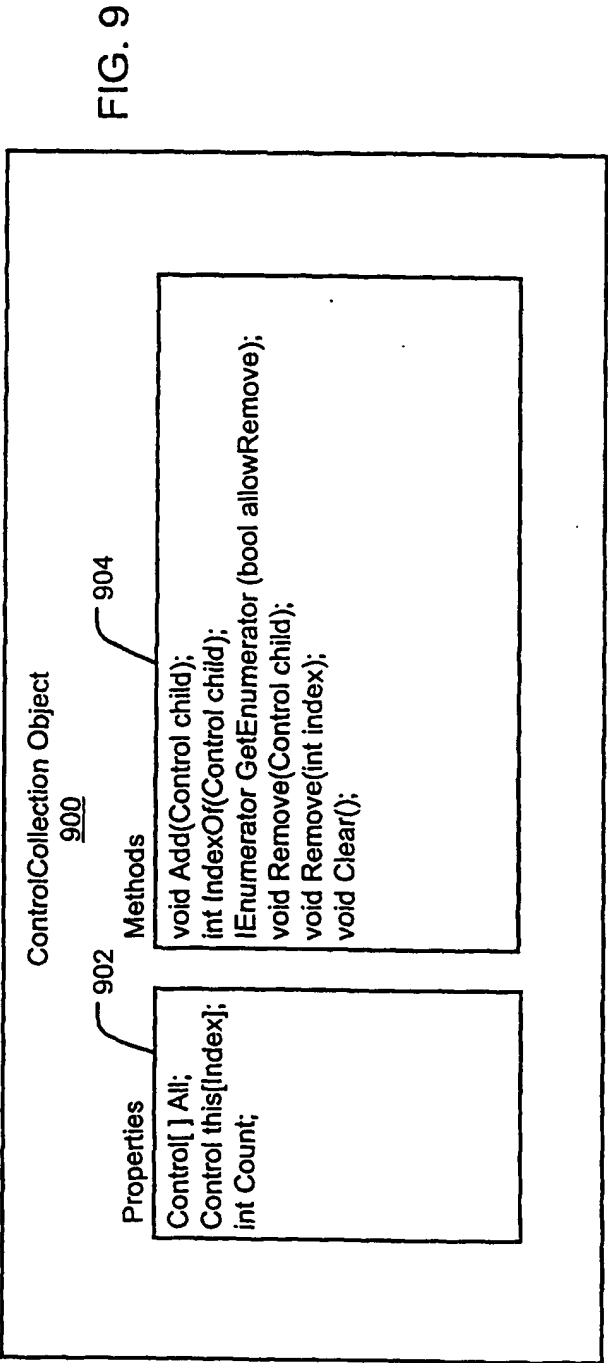 FIG. 9
ControlCollection Object
900
Properties
902
Control[ ] All;
Control this[Index];
int Count;
Methods
904
void Add(Control child);
int IndexOf(Control child);
IEnumerator GetEnumerator (bool allowRemove);
void Remove(Control child);
void Remove(int index);
void Clear();